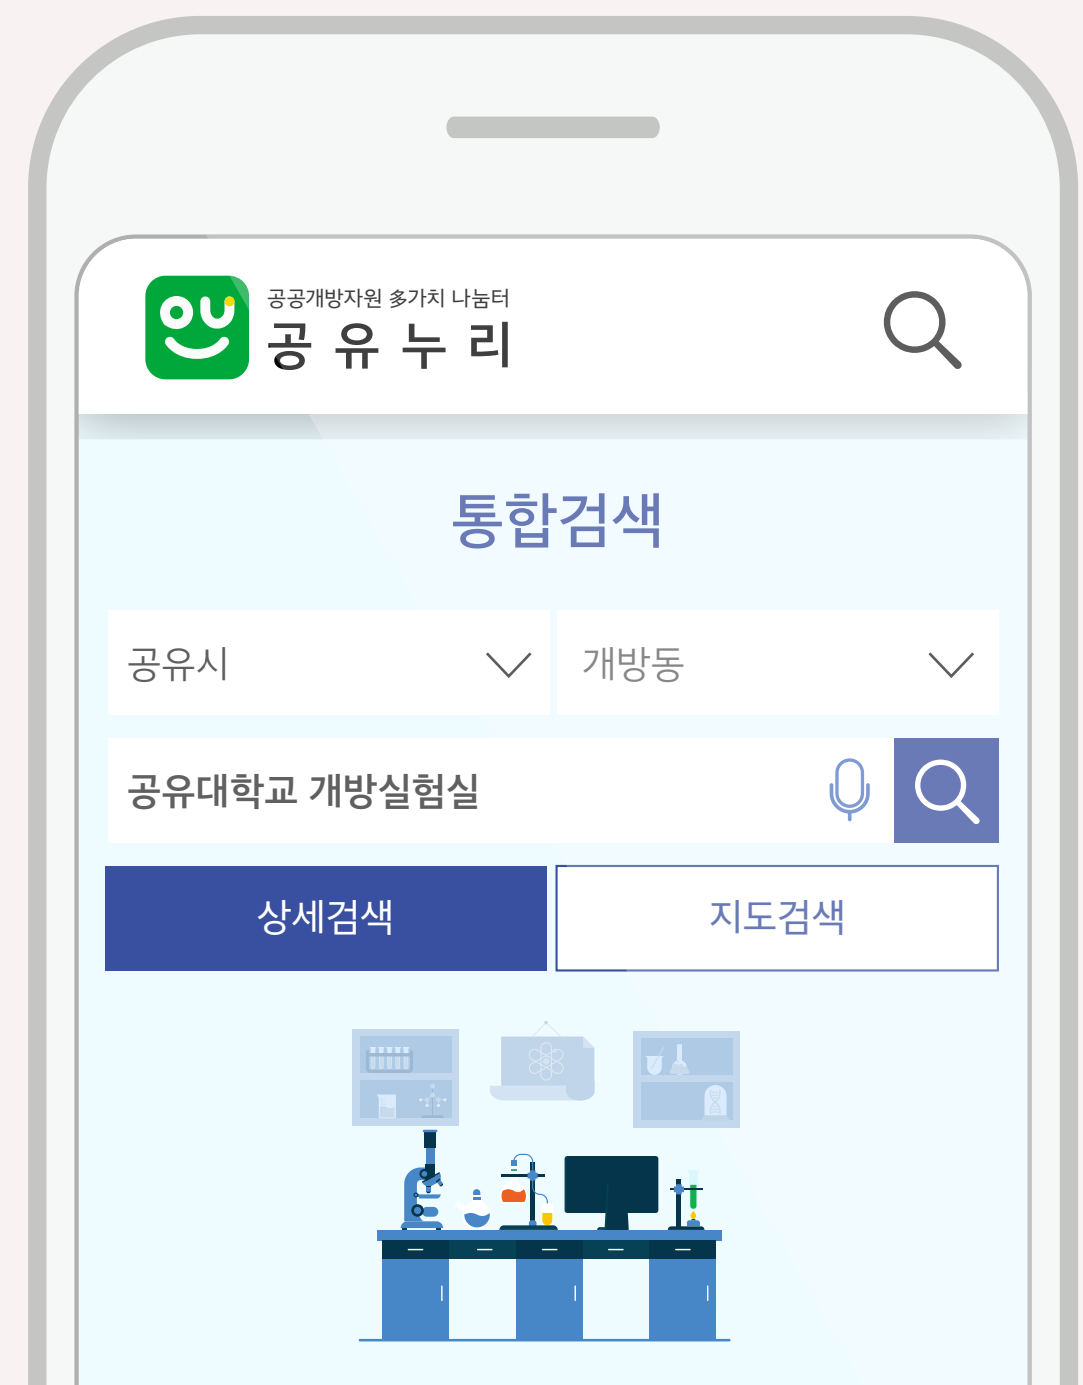 공공개방자원 多가치 나눔터
공유누리
통합검색
공유시
개방동
공유대학교 개방실험실
상세검색
지도검색